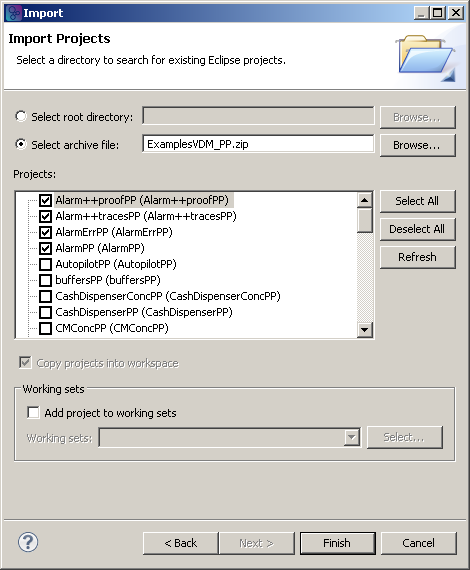 Import
Import Projects
Select a directory to search for existing Eclipse projects.
Select root directory:
Browse...
Select archive file:
ExamplesVDM_PP.zip
Browse...
Projects:
Alarm++proofPP (Alarm++proofPP)
Alarm++tracesPP (Alarm++tracesPP)
AlarmErrPP (AlarmErrPP)
AlarmPP (AlarmPP)
AutopilotPP (AutopilotPP)
buffersPP (buffersPP)
CashDispenserConcPP (CashDispenserConcPP)
CashDispenserPP (CashDispenserPP)
CMConcPP (CMConcPP)
Select All
Deselect All
Refresh
Copy projects into workspace
Working sets
Add project to working sets
Working sets:
Select...
?
< Back
Next >
Finish
Cancel